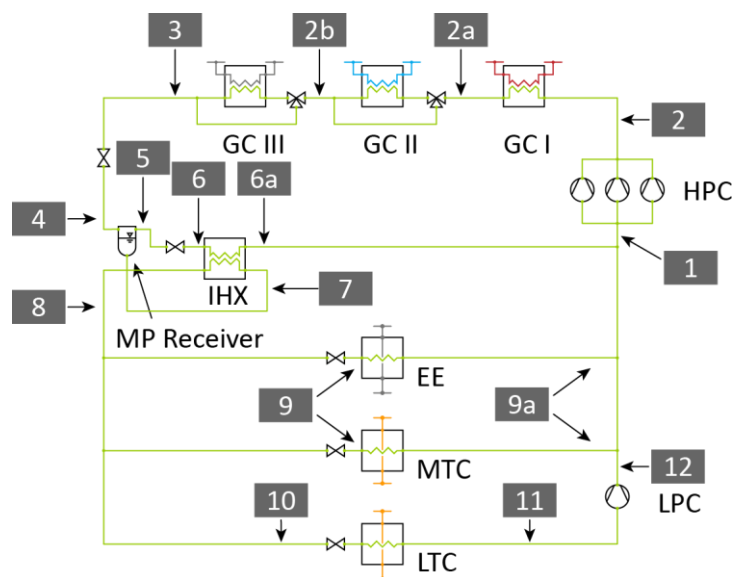 3
2b
2a
GC III
GC II
GC I
2
HPC
5
6
6a
4
1
IHX
7
8
MP Receiver
EE
9
9a
MTC
12
LPC
10
11
LTC